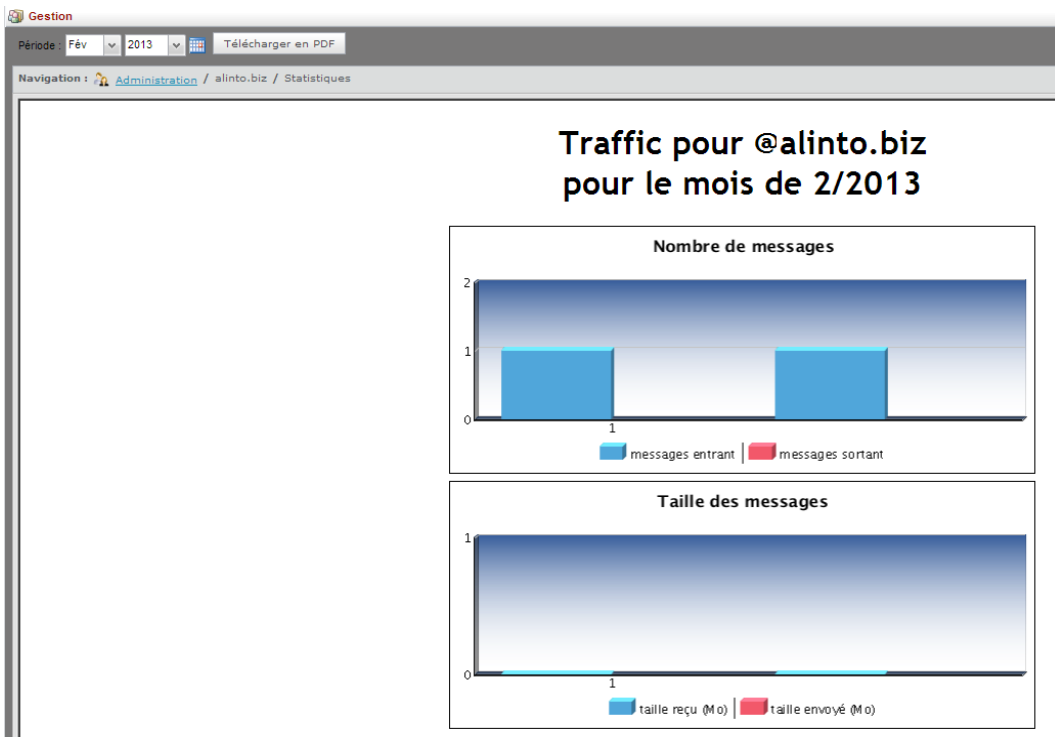 Gestion
Période : Fév 2013 Télécharger en PDF
Navigation : Administration / alinto.biz / Statistiques
Traffic pour @alinto.biz
pour le mois de 2/2013
Nombre de messages
2
1
0
1
messages entrant messages sortant
Taille des messages
1
0
1
taille reçu (Mo) taille envoyé (Mo)